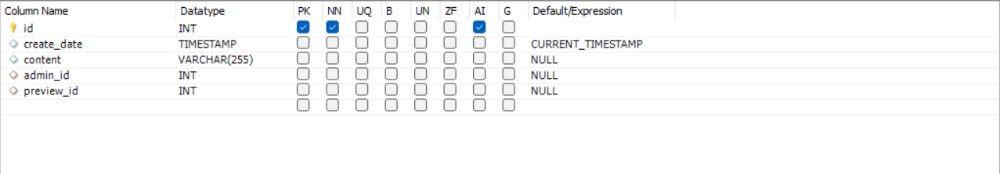 Column Name Datatype PK NN UQ B UN ZF AI G Default/Expression
id INT
create_date TIMESTAMP CURRENT_TIMESTAMP
content VARCHAR(255) NULL
admin_id INT NULL
preview_id INT NULL